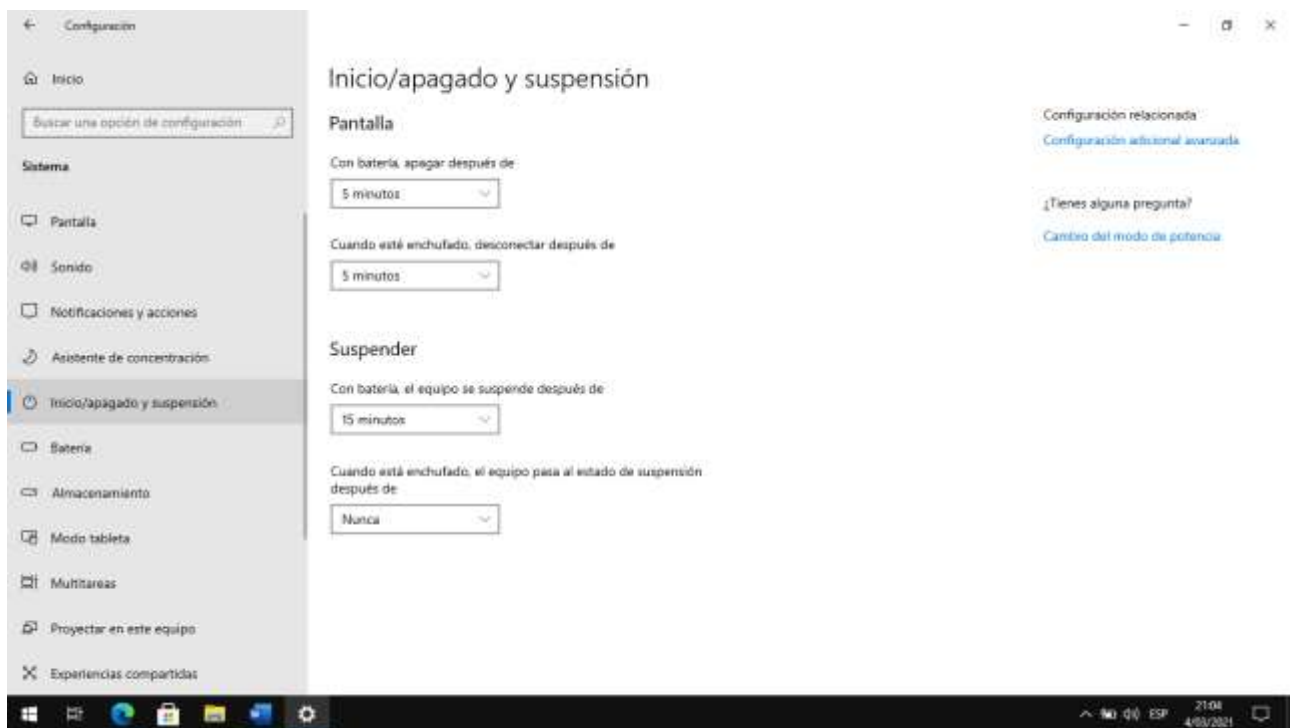 Configuración
Inicio
Buscar una opción de configuración
Sistema
Pantalla
Sonido
Notificaciones y acciones
Asistente de concentración
Inicio/apagado y suspensión
Batería
Almacenamiento
Modo tableta
Multitareas
Proyectar en este equipo
Experiencias compartidas
Inicio/apagado y suspensión
Pantalla
Con batería, apagar después de
5 minutos
Cuando esté enchufado, desconectar después de
5 minutos
Suspender
Con batería, el equipo se suspende después de
15 minutos
Cuando está enchufado, el equipo pasa al estado de suspensión
después de
Nunca
Configuración relacionada
Configuración adicional avanzada
¿Tienes alguna pregunta?
Cambio del modo de potencia
ESP
21:04
4/03/2021